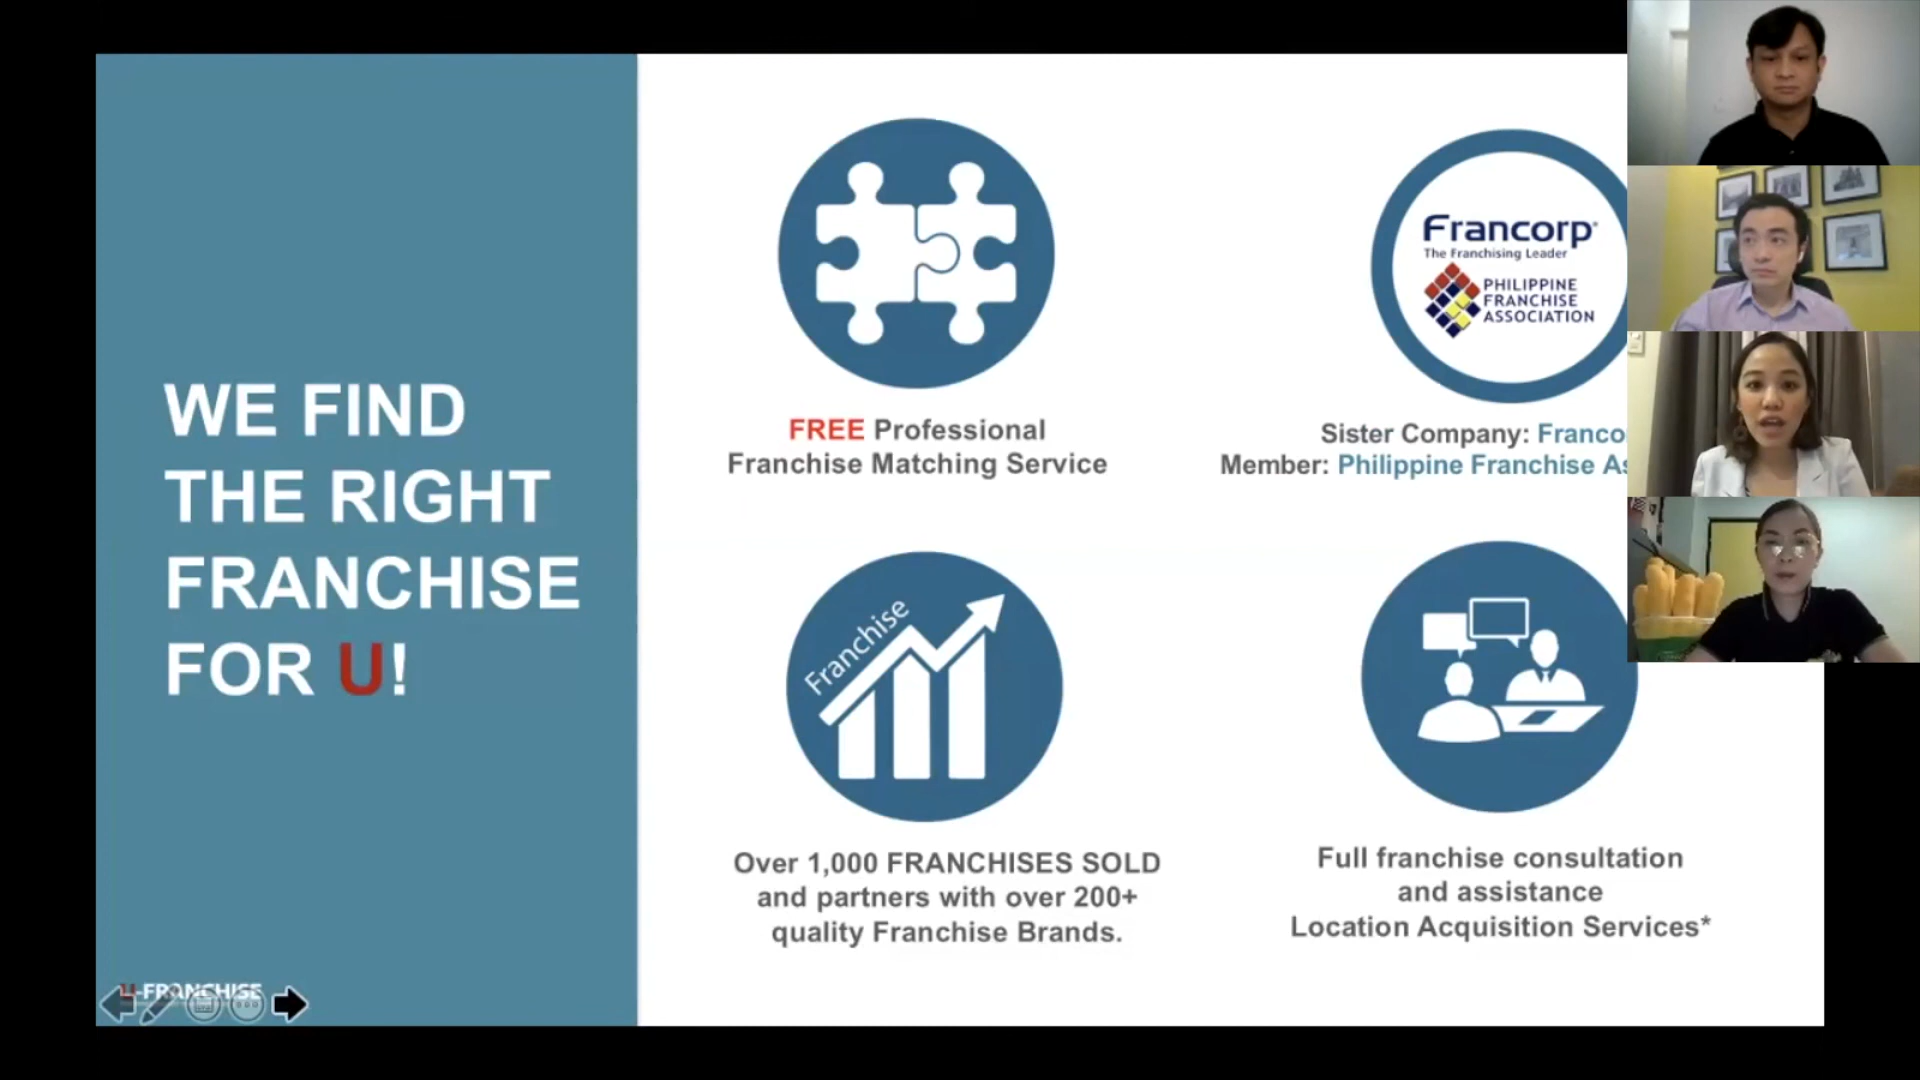 WE FIND
THE RIGHT
FRANCHISE
FOR U!
FREE Professional
Franchise Matching Service
Francorp
The Franchising Leader
PHILIPPINE
FRANCHISE
ASSOCIATION
Sister Company: Franco
Member: Philippine Franchise As
Franchise
Over 1,000 FRANCHISES SOLD
and partners with over 200+
quality Franchise Brands.
Full franchise consultation
and assistance
Location Acquisition Services*
U-FRANCHISE